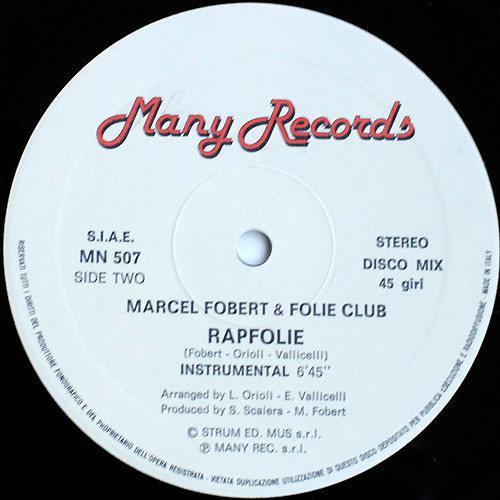 Many Records
S.I.A.E.
MN 507
SIDE TWO
STEREO
DISCO MIX
45 giri
MARCEL FOBERT & FOLIE CLUB
RAPFOLIE
(Fobert - Orioli - Vallicelli)
INSTRUMENTAL 6'45"
Arranged by L. Orioli - E. Vallicelli
Produced by S. Scalera - M. Fobert
© STRUM ED. MUS s.r.l.
℗ MANY REC. s.r.l.
RISERVATI TUTTI I DIRITTI DEL PRODUTTORE FONOGRAFICO E DEL PROPRIETARIO DELL'OPERA REGISTRATA - VIETATA DUPLICAZIONE UTILIZZAZIONE DI QUESTO DISCO DEPOSITATO PER PUBBLICA ESECUZIONE E RADIODIFFUSIONE - MADE IN ITALY